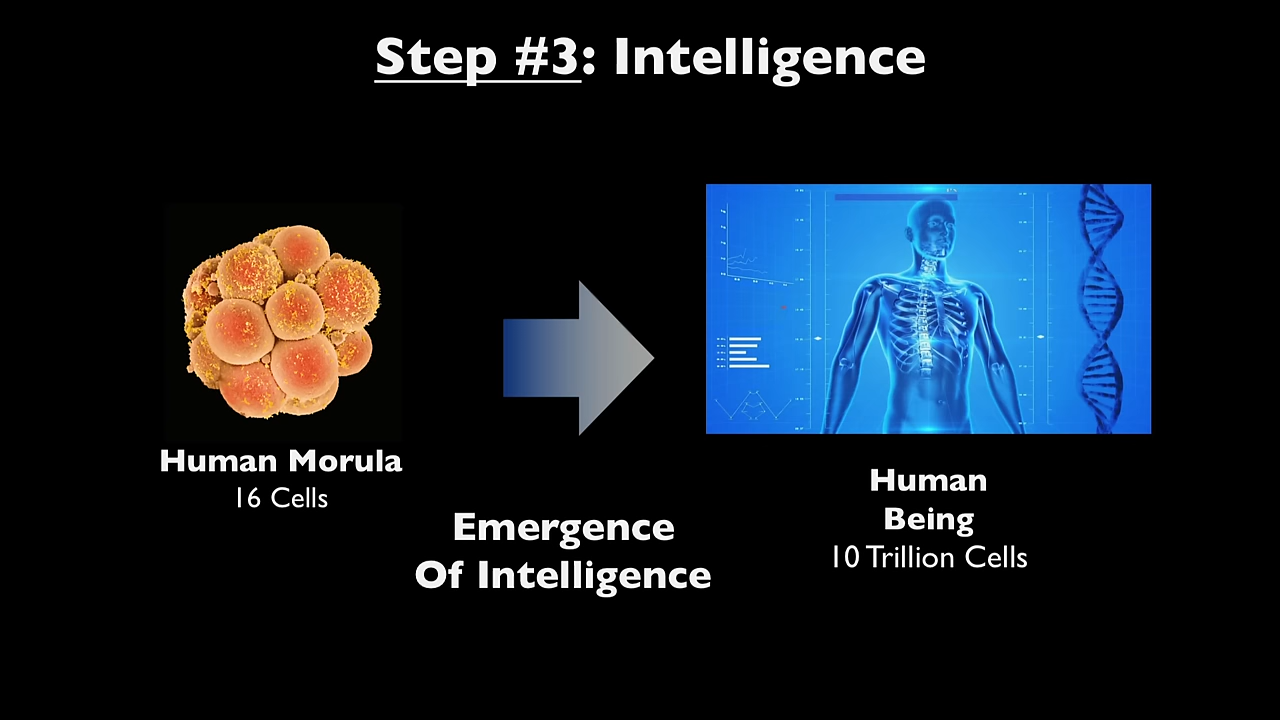 Step #3: Intelligence
Human Morula
16 Cells
Emergence
Of Intelligence
Human
Being
10 Trillion Cells